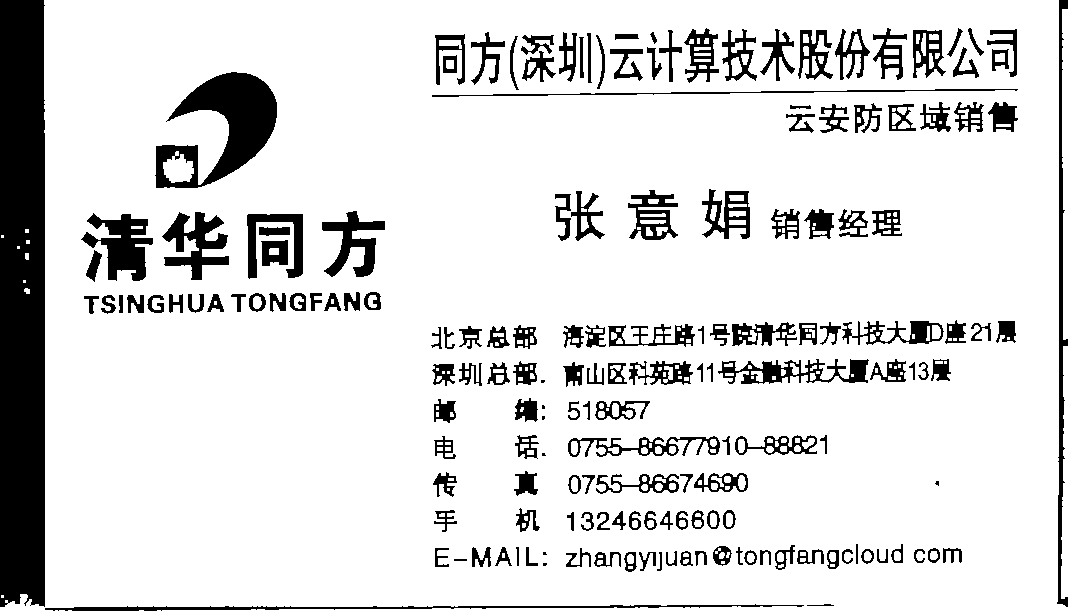 同方(深圳)云计算技术股份有限公司
云安防区域销售
清华同方
TSINGHUA TONGFANG
张意娟 销售经理
北京总部 海淀区王庄路1号院清华同方科技大厦D座21层
深圳总部. 南山区科苑路11号金融科技大厦A座13层
邮 编: 518057
电 话. 0755-86677910-88821
传 真 0755-86674690
手 机 13246646600
E-MAIL: zhangyijuan@tongfangcloud com